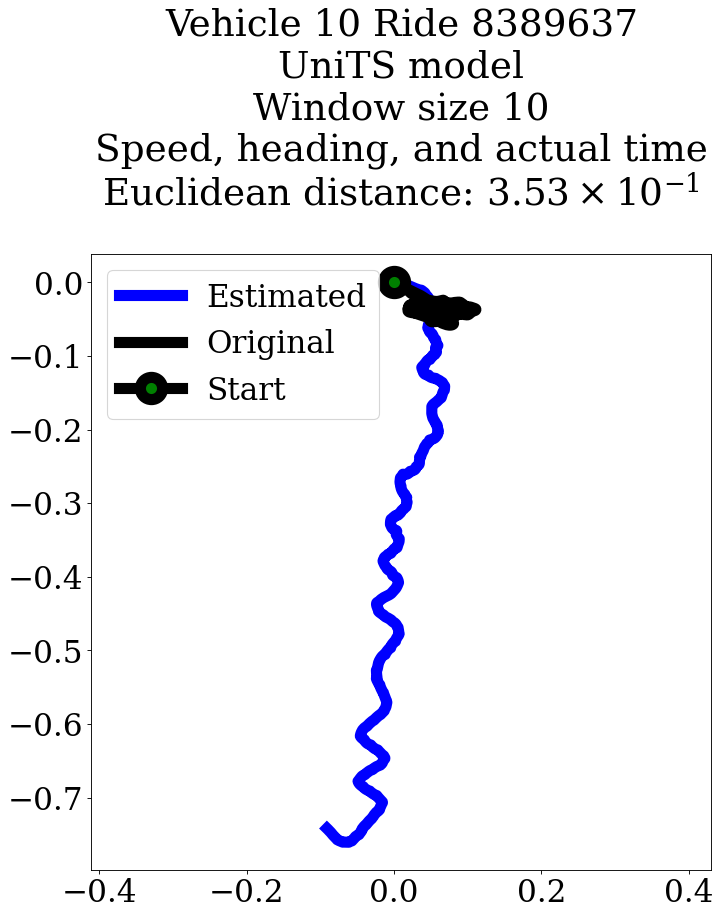 Vehicle 10 Ride 8389637
UniTS model
Window size 10
Speed, heading, and actual time
Euclidean distance: 3.53 × 10⁻¹
Estimated
Original
Start
0.0
−0.1
−0.2
−0.3
−0.4
−0.5
−0.6
−0.7
−0.4
−0.2
0.0
0.2
0.4